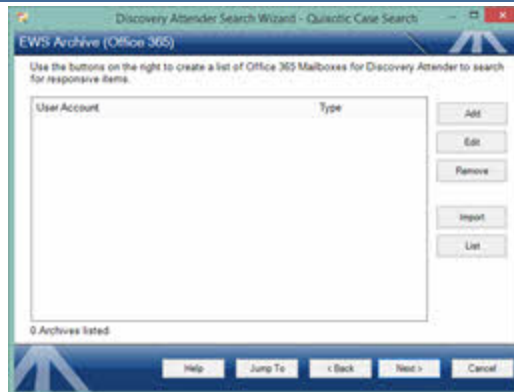 Discovery Attender Search Wizard - Quixotic Case Search
EWS Archive (Office 365)
Use the buttons on the right to create a list of Office 365 Mailboxes for Discovery Attender to search
for responsive items.
User Account Type
Add
Edit
Remove
Import
List
0 Archives listed
Help Jump To < Back Next > Cancel